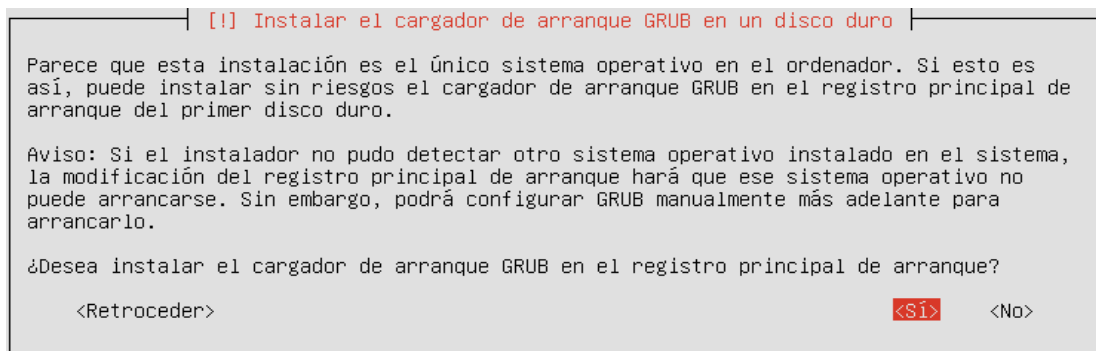 [!] Instalar el cargador de arranque GRUB en un disco duro
Parece que esta instalación es el único sistema operativo en el ordenador. Si esto es
así, puede instalar sin riesgos el cargador de arranque GRUB en el registro principal de
arranque del primer disco duro.
Aviso: Si el instalador no pudo detectar otro sistema operativo instalado en el sistema,
la modificación del registro principal de arranque hará que ese sistema operativo no
puede arrancarse. Sin embargo, podrá configurar GRUB manualmente más adelante para
arrancarlo.
¿Desea instalar el cargador de arranque GRUB en el registro principal de arranque?
<Retroceder> <Sí> <No>